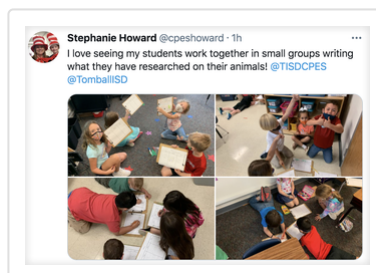 Stephanie Howard @cpeshoward · 1h
I love seeing my students work together in small groups writing
what they have researched on their animals! @TISDCPES
@TomballISD